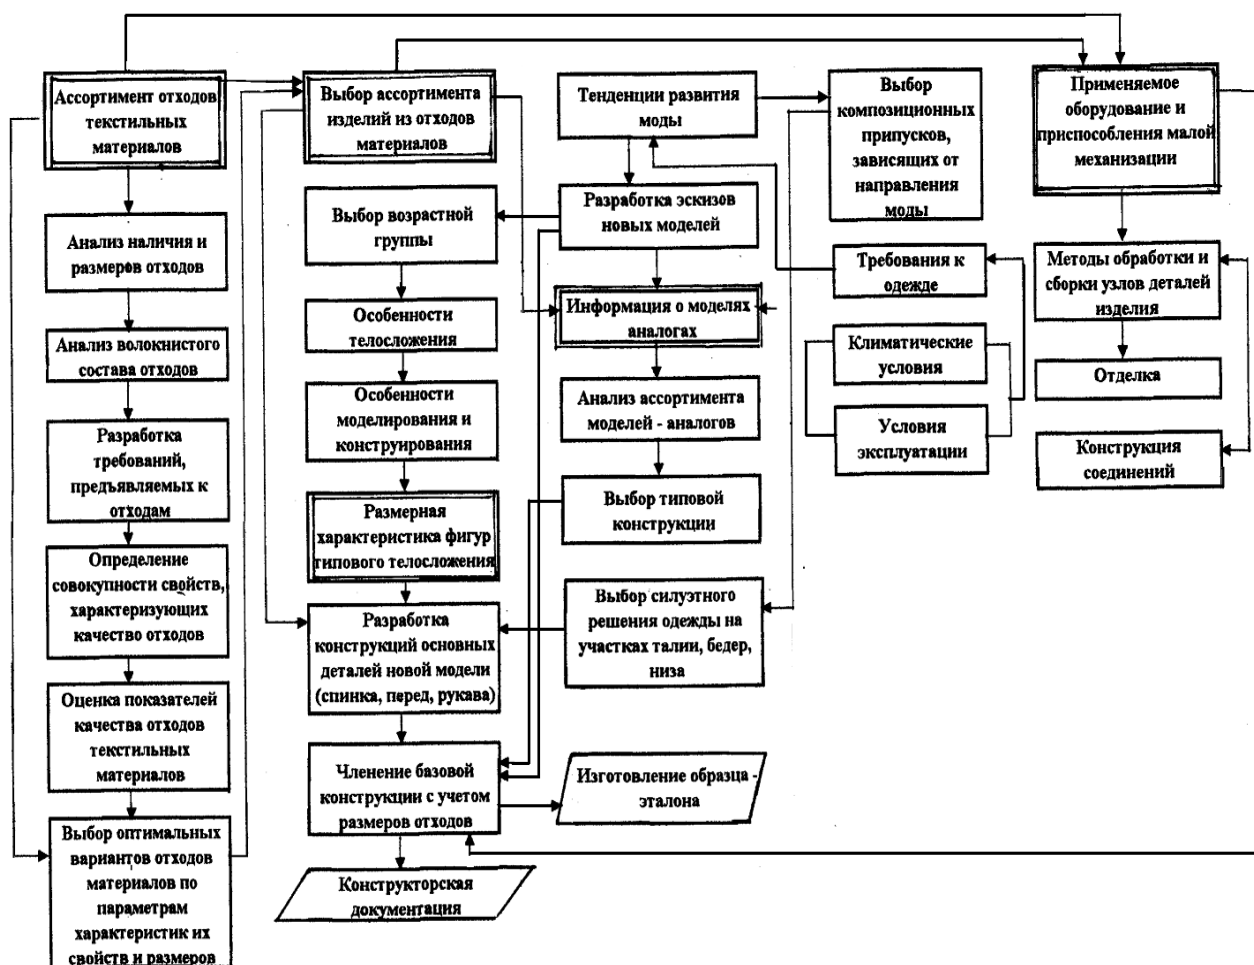 Ассортимент отходов
текстильных
материалов
Анализ наличия и
размеров отходов
Анализ волокнистого
состава отходов
Разработка
требований,
предъявляемых к
отходам
Определение
совокупности свойств,
характеризующих
качество отходов
Оценка показателей
качества отходов
текстильных
материалов
Выбор оптимальных
вариантов отходов
материалов по
параметрам
характеристик их
свойств и размеров
Выбор ассортимента
изделий из отходов
материалов
Выбор возрастной
группы
Особенности
телосложения
Особенности
моделирования и
конструирования
Размерная
характеристика фигур
типового телосложения
Разработка
конструкций основных
деталей новой модели
(спинка, перед, рукава)
Членение базовой
конструкции с учетом
размеров отходов
Конструкторская
документация
Тенденции развития
моды
Разработка эскизов
новых моделей
Информация о моделях
аналогах
Анализ ассортимента
моделей - аналогов
Выбор типовой
конструкции
Выбор силуэтного
решения одежды на
участках талии, бедер,
низа
Изготовление образца -
эталона
Выбор
композиционных
припусков,
зависящих от
направления
моды
Требования к
одежде
Климатические
условия
Условия
эксплуатации
Применяемое
оборудование и
приспособления малой
механизации
Методы обработки и
сборки узлов деталей
изделия
Отделка
Конструкция
соединений